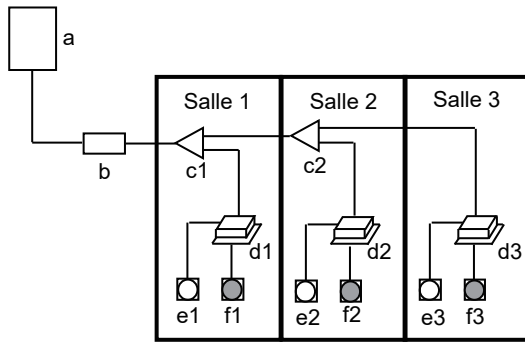 a
Salle 1 Salle 2 Salle 3
b c1 c2
d1 d2 d3
e1 f1 e2 f2 e3 f3